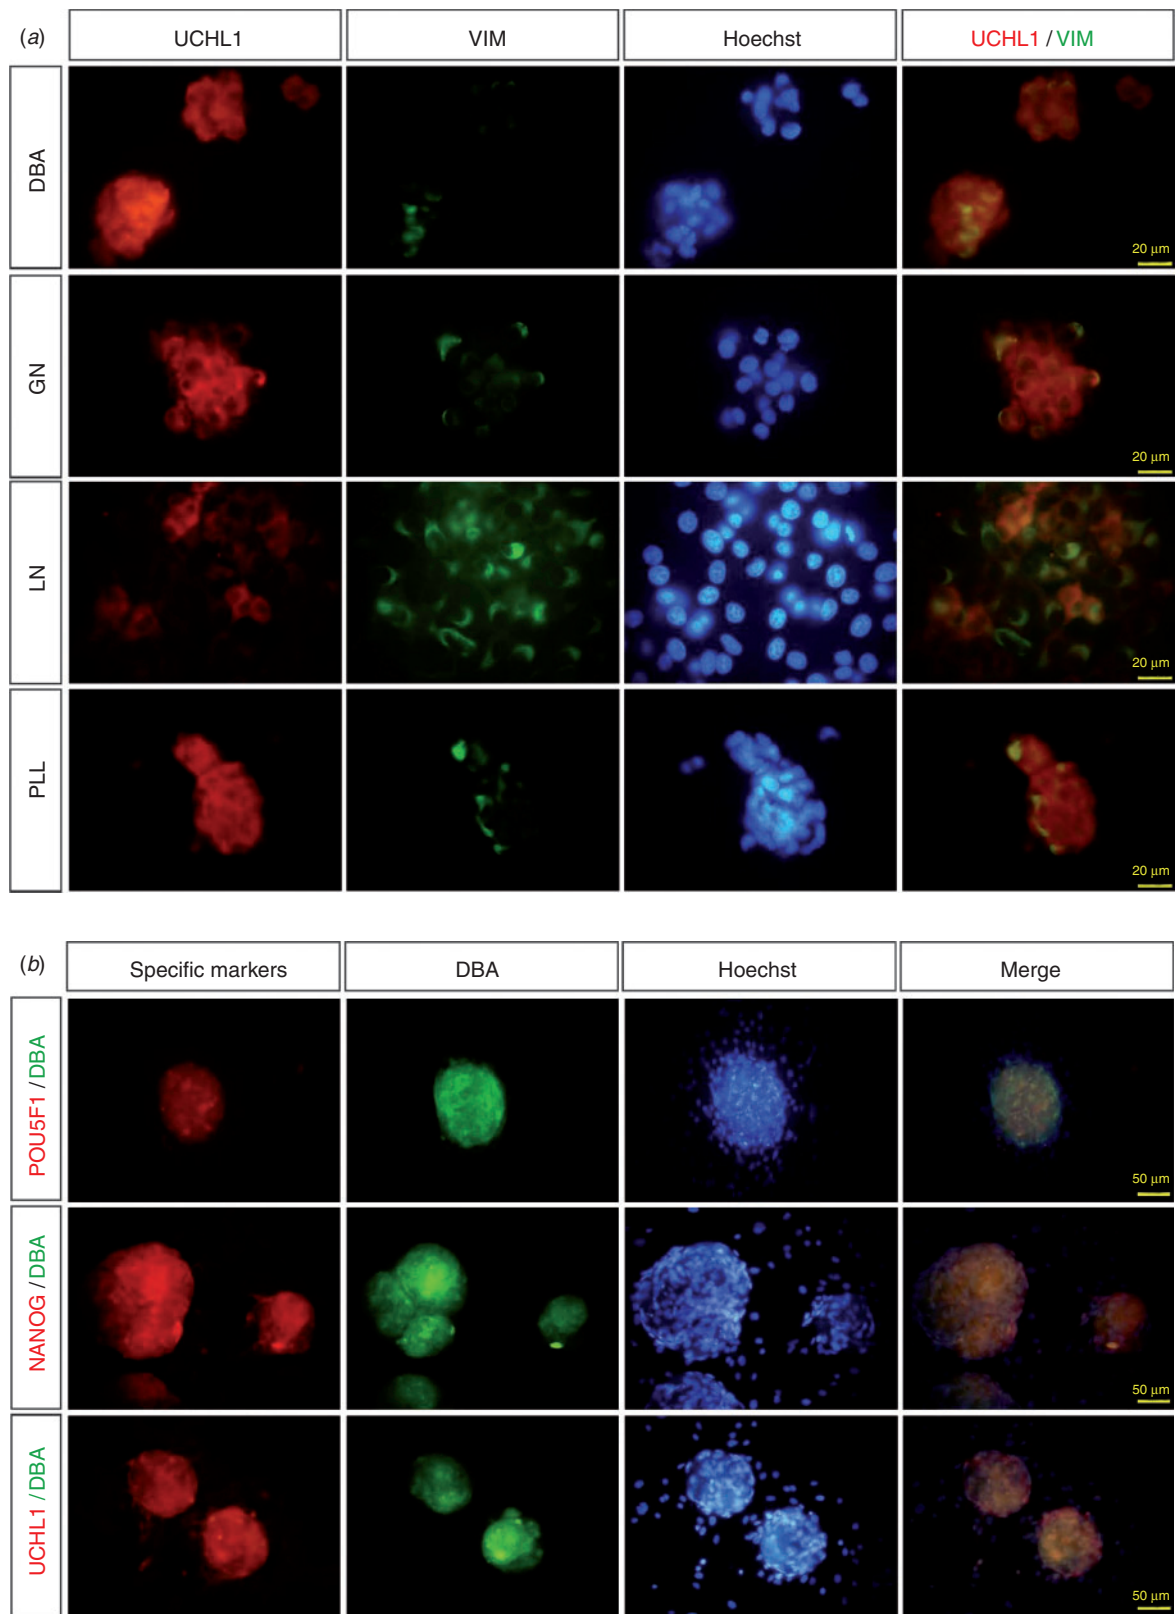 (a)
UCHL1
VIM
Hoechst
UCHL1 / VIM
DBA
20 μm
GN
20 μm
LN
20 μm
PLL
20 μm
(b)
Specific markers
DBA
Hoechst
Merge
POU5F1 / DBA
50 μm
NANOG / DBA
50 μm
UCHL1 / DBA
50 μm